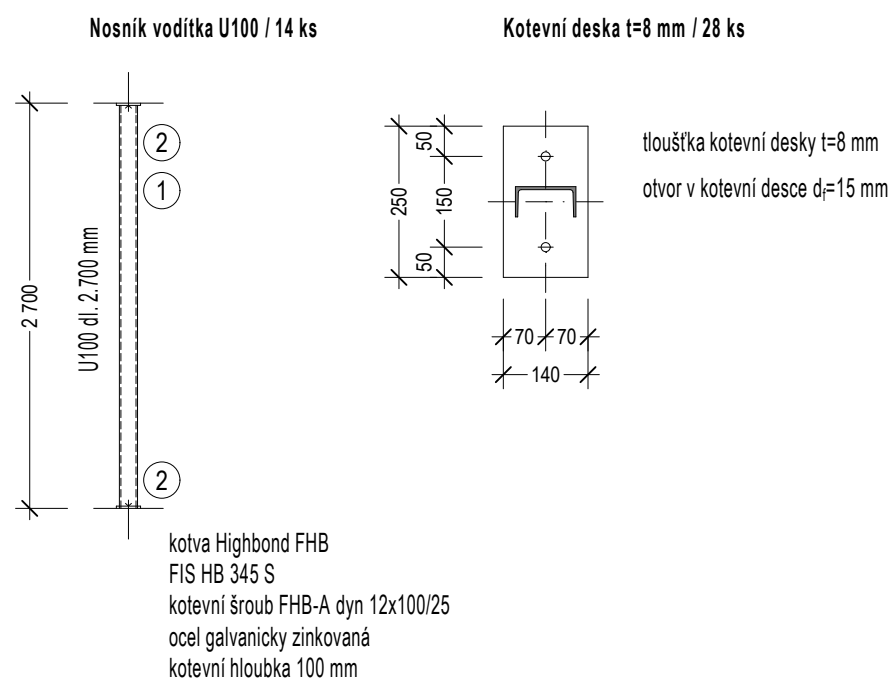 Nosník vodítka U100 / 14 ks
Kotevní deska t=8 mm / 28 ks
2 700
U100 dl. 2.700 mm
2
1
2
250
50
150
50
70
70
140
tloušťka kotevní desky t=8 mm
otvor v kotevní desce df=15 mm
kotva Highbond FHB
FIS HB 345 S
kotevní šroub FHB-A dyn 12x100/25
ocel galvanicky zinkovaná
kotevní hloubka 100 mm